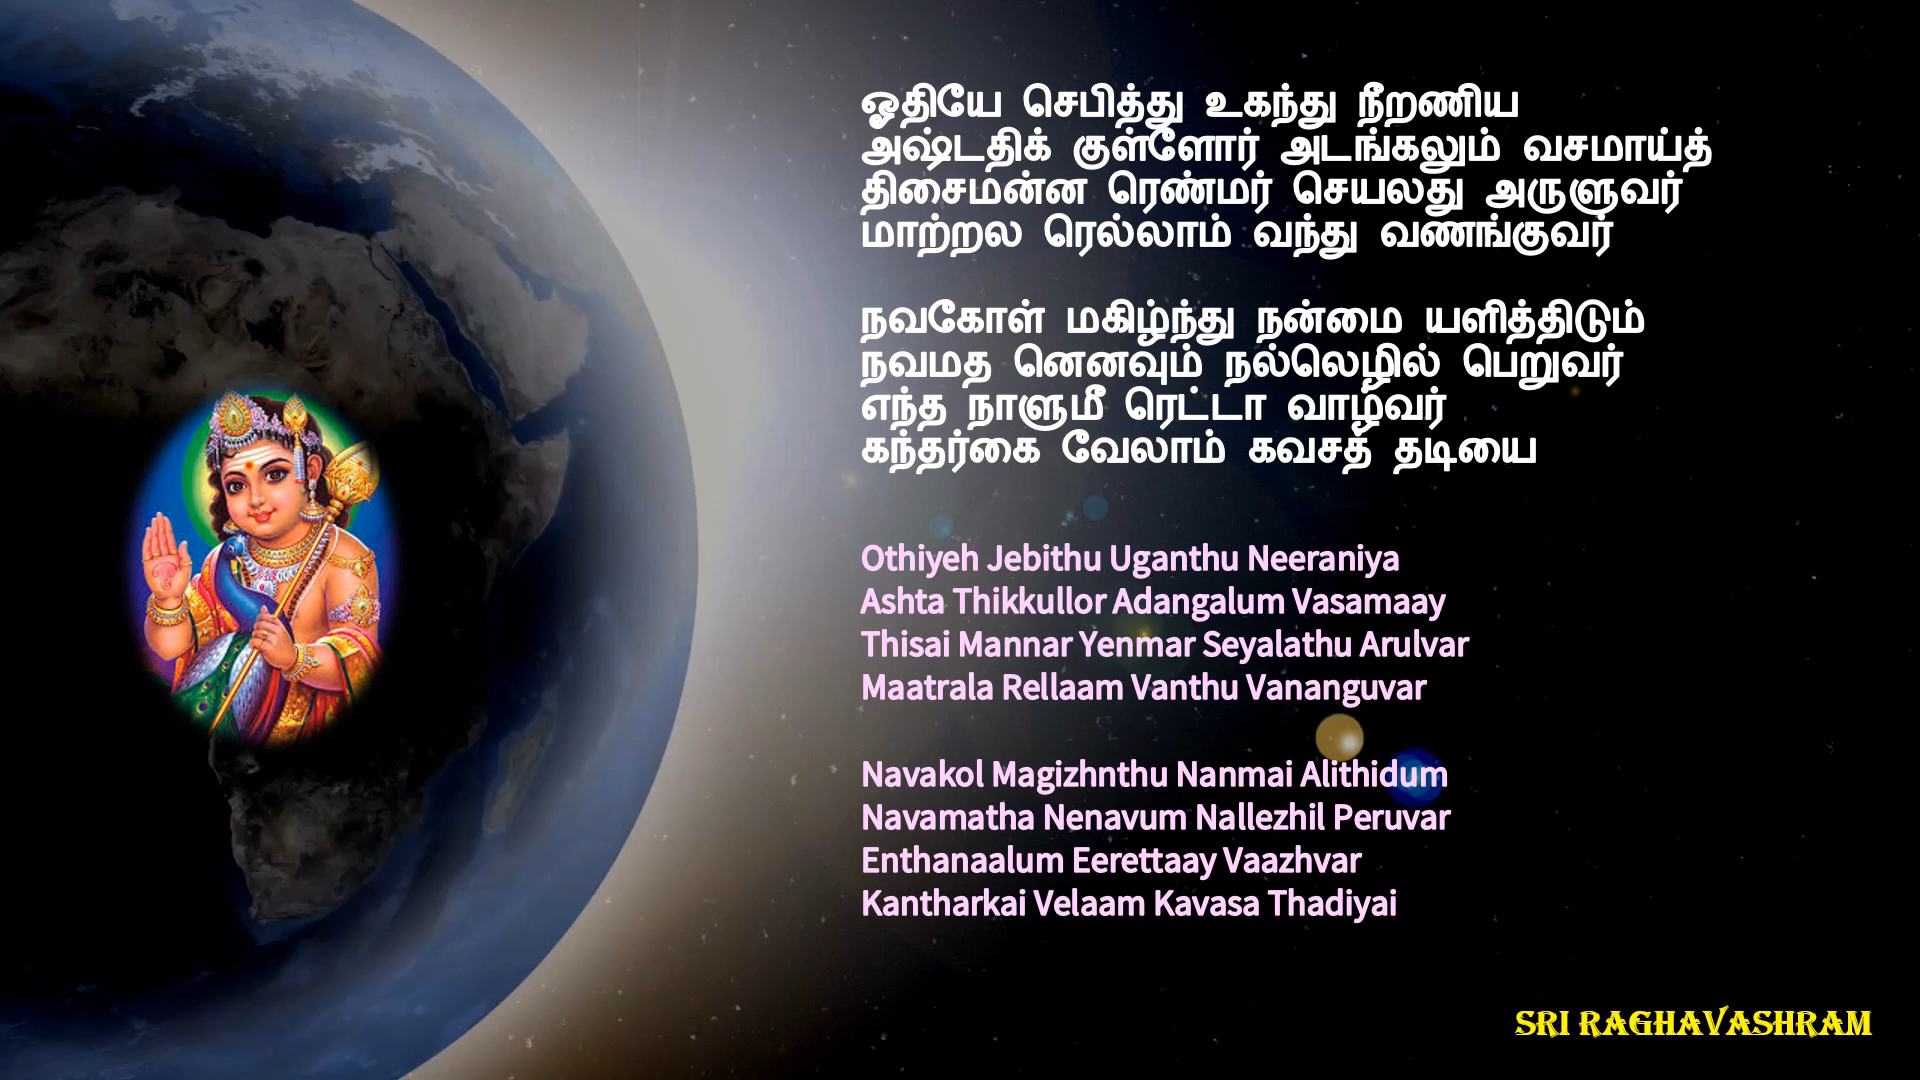 ஓதியே செபித்து உகந்து நீறணிய
அஷ்டதிக் குள்ளோர் அடங்கலும் வசமாய்த்
திசைமன்ன ரெண்மர் செயலது அருளுவர்
மாற்றல ரெல்லாம் வந்து வணங்குவர்
நவகோள் மகிழ்ந்து நன்மை யளித்திடும்
நவமத னெனவும் நல்லெழில் பெறுவர்
எந்த நாளுமீ ரெட்டா வாழ்வர்
கந்தர்கை வேலாம் கவசத் தடியை
Othiyeh Jebithu Uganthu Neeraniya
Ashta Thikkullor Adangalum Vasamaay
Thisai Mannar Yenmar Seyalathu Arulvar
Maatrala Rellaam Vanthu Vananguvar
Navakol Magizhnthu Nanmai Alithidum
Navamatha Nenavum Nallezhil Peruvar
Enthanaalum Eerettaay Vaazhvar
Kantharkai Velaam Kavasa Thadiyai
SRI RAGHAVASHRAM